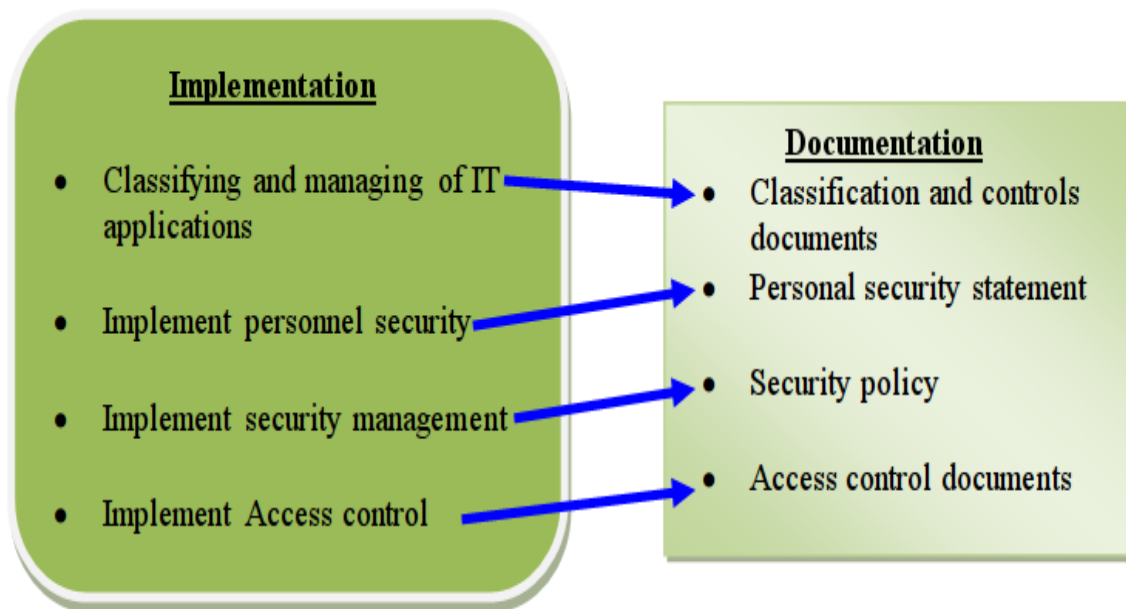 Implementation
• Classifying and managing of IT
applications
• Implement personnel security
• Implement security management
• Implement Access control
Documentation
• Classification and controls
documents
• Personal security statement
• Security policy
• Access control documents